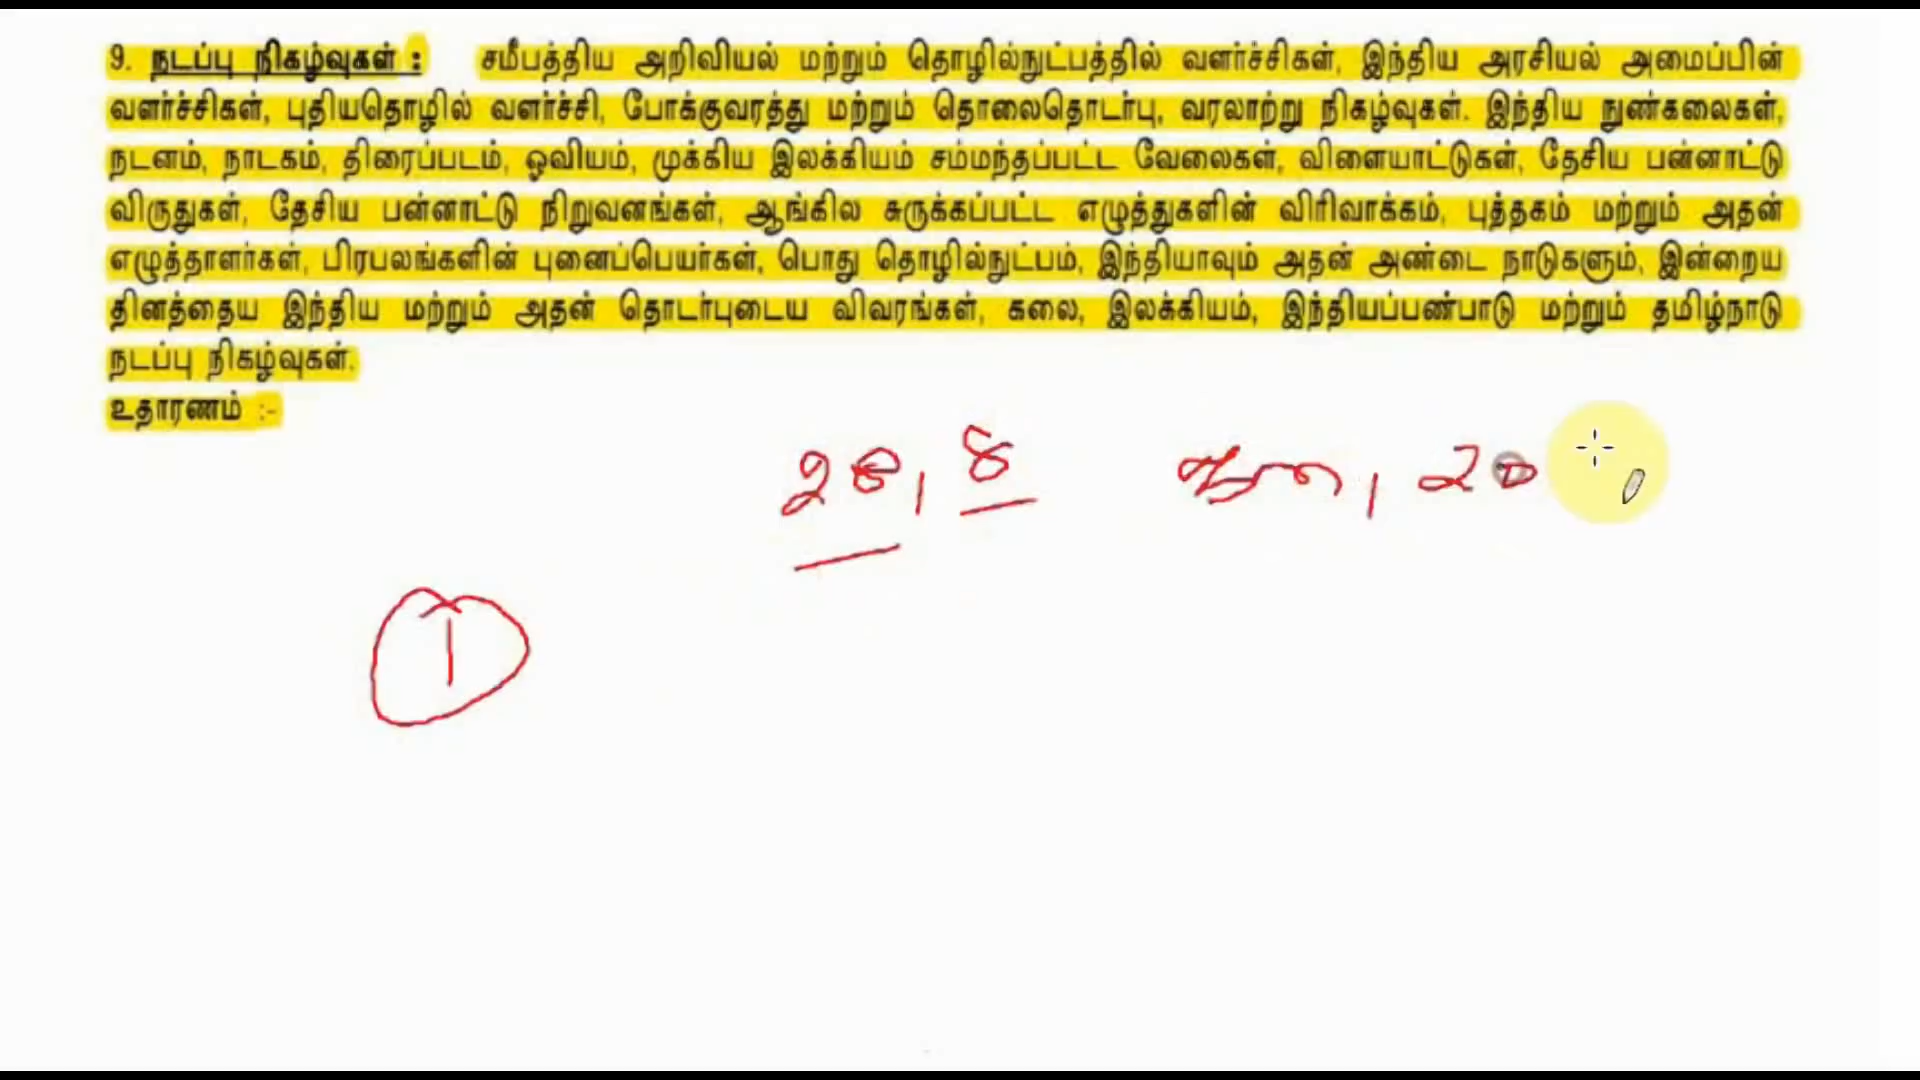 9. நடப்பு நிகழ்வுகள் : சமீபத்திய அறிவியல் மற்றும் தொழில்நுட்பத்தில் வளர்ச்சிகள், இந்திய அரசியல் அமைப்பின்
வளர்ச்சிகள், புதியதொழில் வளர்ச்சி, போக்குவரத்து மற்றும் தொலைதொடர்பு, வரலாற்று நிகழ்வுகள். இந்திய நுண்கலைகள்,
நடனம், நாடகம், திரைப்படம், ஓவியம், முக்கிய இலக்கியம் சம்மந்தப்பட்ட வேலைகள், விளையாட்டுகள், தேசிய பன்னாட்டு
விருதுகள், தேசிய பன்னாட்டு நிறுவனங்கள், ஆங்கில சுருக்கப்பட்ட எழுத்துகளின் விரிவாக்கம், புத்தகம் மற்றும் அதன்
எழுத்தாளர்கள், பிரபலங்களின் புனைப்பெயர்கள், பொது தொழில்நுட்பம், இந்தியாவும் அதன் அண்டை நாடுகளும், இன்றைய
தினத்தைய இந்திய மற்றும் அதன் தொடர்புடைய விவரங்கள், கலை, இலக்கியம், இந்தியப்பண்பாடு மற்றும் தமிழ்நாடு
நடப்பு நிகழ்வுகள்.
உதாரணம் :-
8
1